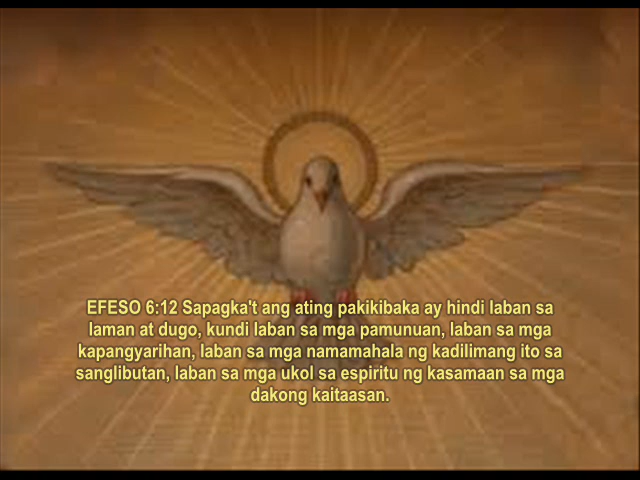 EFESO 6:12 Sapagka't ang ating pakikibaka ay hindi laban sa
laman at dugo, kundi laban sa mga pamunuan, laban sa mga
kapangyarihan, laban sa mga namamahala ng kadilimang ito sa
sanglibutan, laban sa mga ukol sa espiritu ng kasamaan sa mga
dakong kaitaasan.